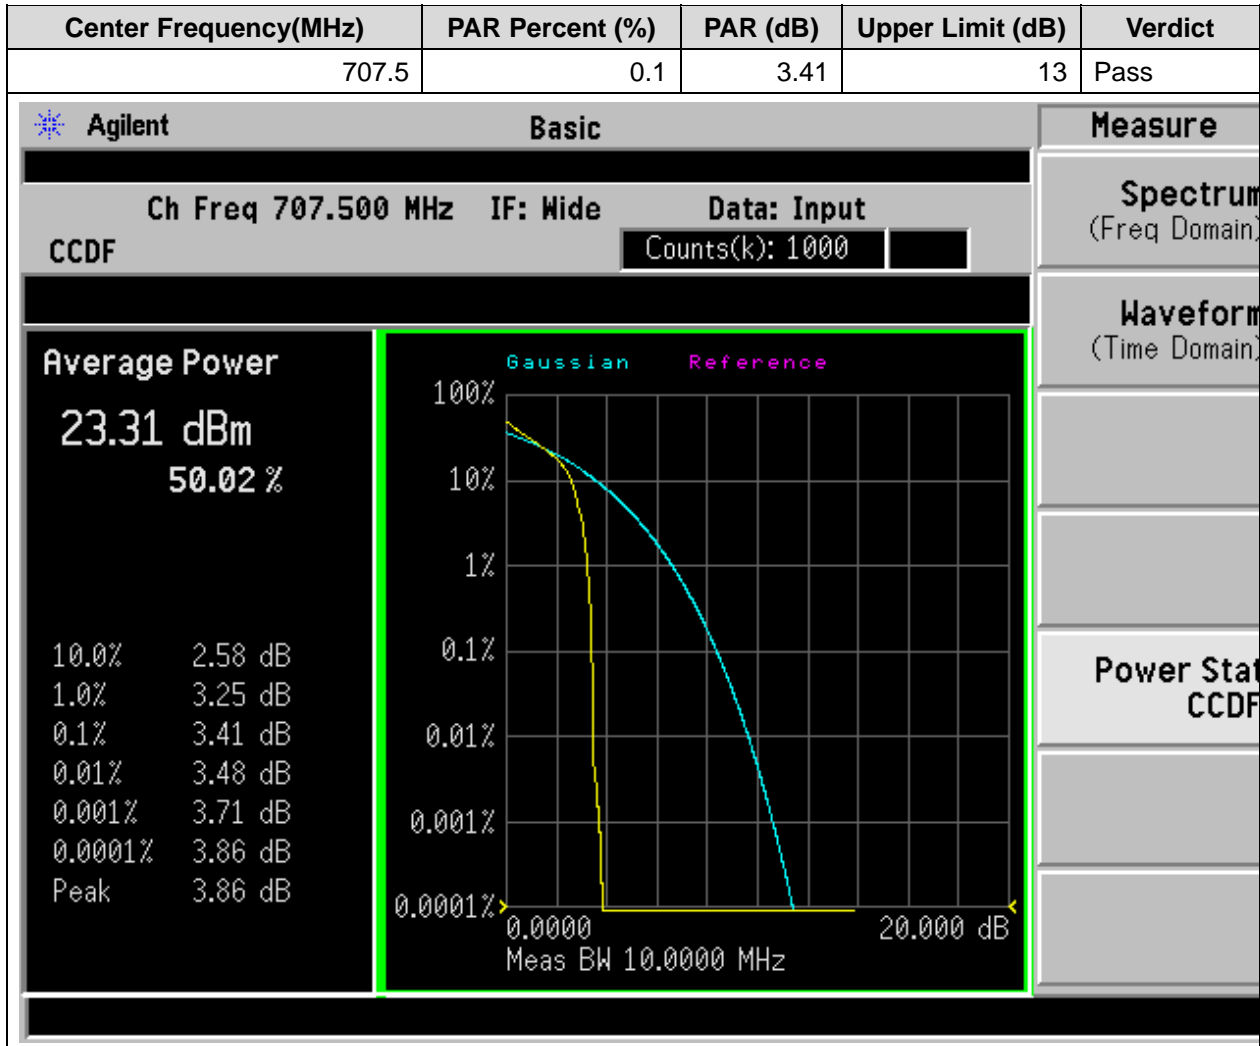 Center Frequency(MHz) PAR Percent (%) PAR (dB) Upper Limit (dB) Verdict
707.5 0.1 3.41 13 Pass
Agilent Basic Measure
Ch Freq 707.500 MHz IF: Wide Data: Input
CCDF Counts(k): 1000
Spectrum
(Freq Domain)
Waveform
(Time Domain)
Power Stat
CCDF
Average Power
23.31 dBm
50.02 %
10.0% 2.58 dB
1.0% 3.25 dB
0.1% 3.41 dB
0.01% 3.48 dB
0.001% 3.71 dB
0.0001% 3.86 dB
Peak 3.86 dB
Gaussian Reference
100%
10%
1%
0.1%
0.01%
0.001%
0.0001%
0.0000 20.000 dB
Meas BW 10.0000 MHz